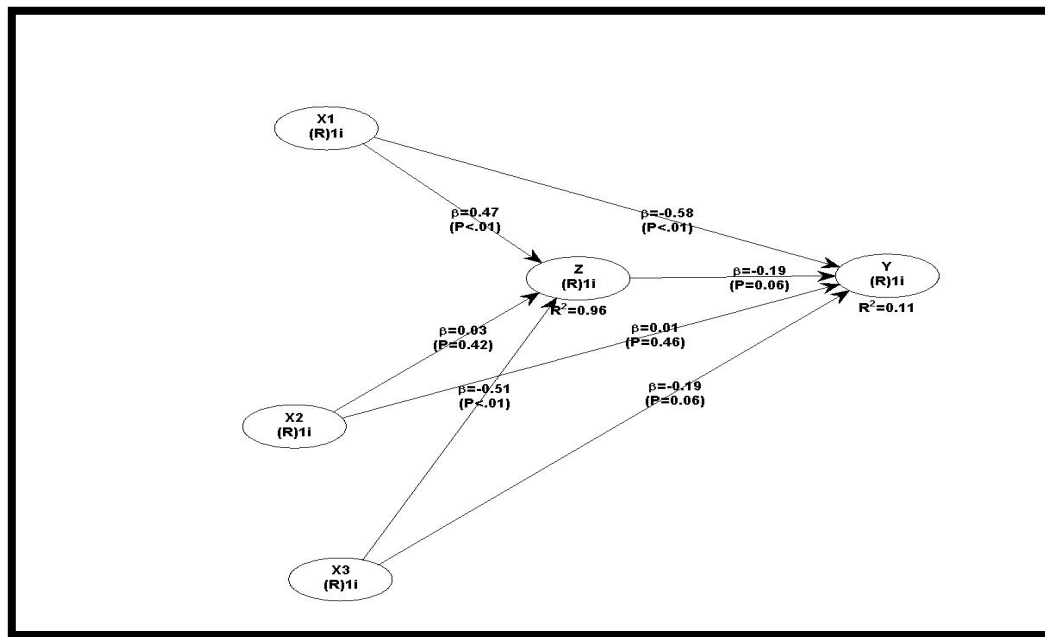 X1
(R)1i
β=0.47
(P<.01)
β=-0.58
(P<.01)
Z
(R)1i
R²=0.96
β=-0.19
(P=0.06)
Y
(R)1i
R²=0.11
β=0.03
(P=0.42)
β=0.01
(P=0.46)
β=-0.51
(P<.01)
β=-0.19
(P=0.06)
X2
(R)1i
X3
(R)1i